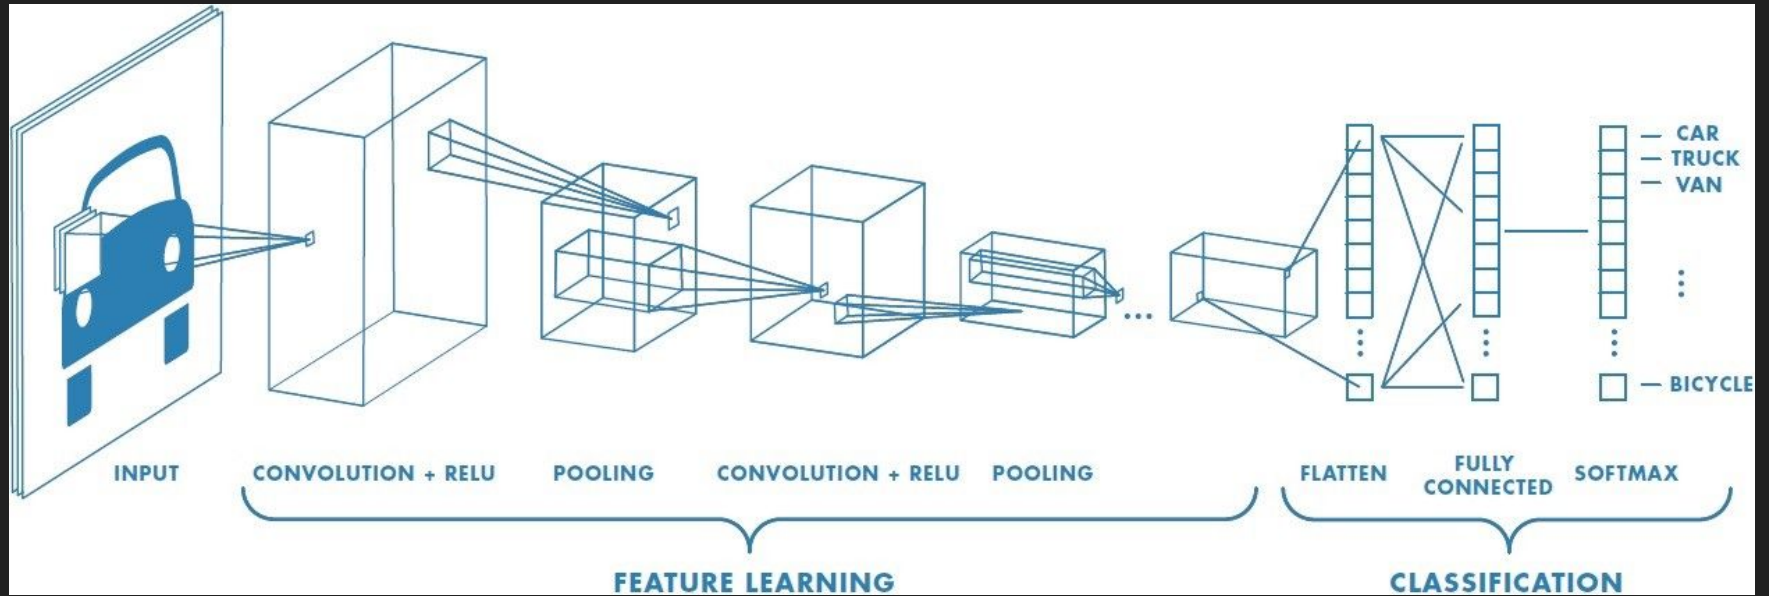 CAR
TRUCK
VAN
BICYCLE
INPUT
CONVOLUTION + RELU
POOLING
CONVOLUTION + RELU
POOLING
FLATTEN
FULLY
CONNECTED
SOFTMAX
FEATURE LEARNING
CLASSIFICATION